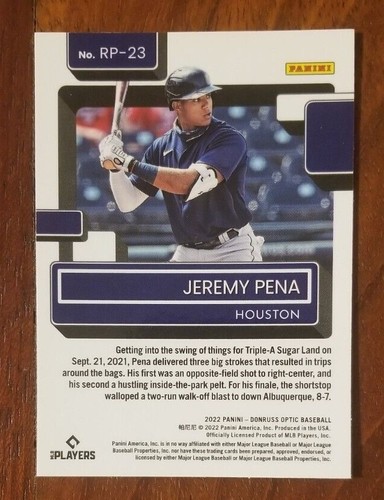 No. RP-23
PANINI
JEREMY PENA
HOUSTON
Getting into the swing of things for Triple-A Sugar Land on
Sept. 21, 2021, Pena delivered three big strokes that resulted in trips
around the bags. His first was an opposite-field shot to right-center, and
his second a hustling inside-the-park pelt. For his finale, the shortstop
walloped a two-run walk-off blast to down Albuquerque, 8-7.
2022 PANINI – DONRUSS OPTIC BASEBALL
帕尼尼 © 2022 Panini America, Inc. Produced in the USA.
Officially Licensed Product of MLB Players, Inc.
Panini America, Inc. is no way affiliated with either Major League Baseball or Major League
Baseball Properties, Inc. nor have these trading cards been prepared, approved, endorsed, or
licensed by either Major League Baseball or Major League Baseball Properties, Inc.
MLB PLAYERS